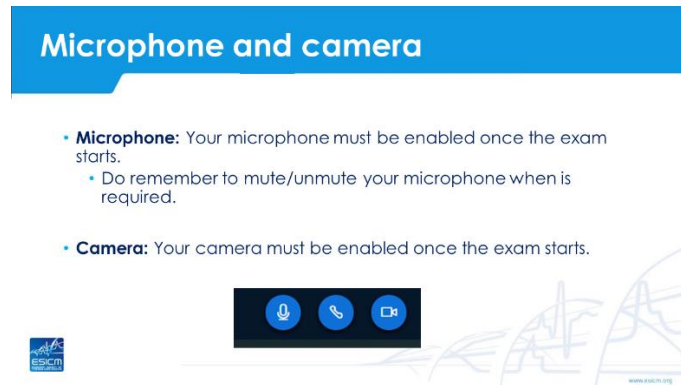 Microphone and camera
• Microphone: Your microphone must be enabled once the exam
starts.
• Do remember to mute/unmute your microphone when is
required.
• Camera: Your camera must be enabled once the exam starts.
ESICM
www.esicm.org